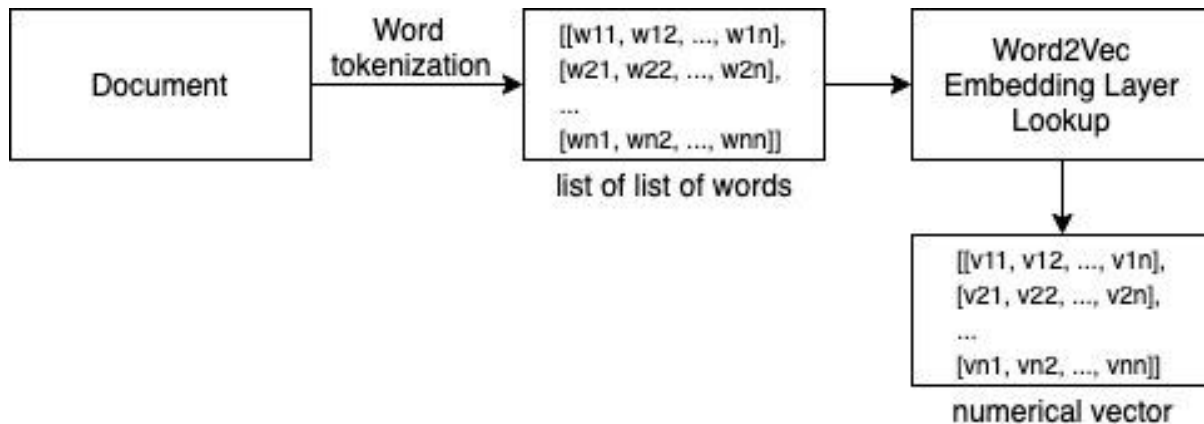 Document
Word
tokenization
[[w11, w12, ..., w1n],
[w21, w22, ..., w2n],
...
[wn1, wn2, ..., wnn]]
list of list of words
Word2Vec
Embedding Layer
Lookup
[[v11, v12, ..., v1n],
[v21, v22, ..., v2n],
...
[vn1, vn2, ..., vnn]]
numerical vector